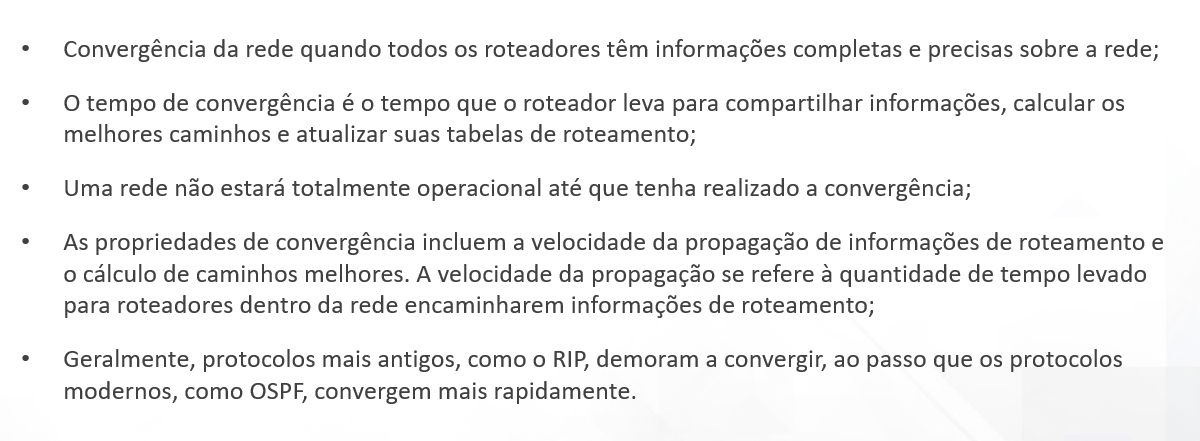 • Convergência da rede quando todos os roteadores têm informações completas e precisas sobre a rede;
• O tempo de convergência é o tempo que o roteador leva para compartilhar informações, calcular os
melhores caminhos e atualizar suas tabelas de roteamento;
• Uma rede não estará totalmente operacional até que tenha realizado a convergência;
• As propriedades de convergência incluem a velocidade da propagação de informações de roteamento e
o cálculo de caminhos melhores. A velocidade da propagação se refere à quantidade de tempo levado
para roteadores dentro da rede encaminharem informações de roteamento;
• Geralmente, protocolos mais antigos, como o RIP, demoram a convergir, ao passo que os protocolos
modernos, como OSPF, convergem mais rapidamente.